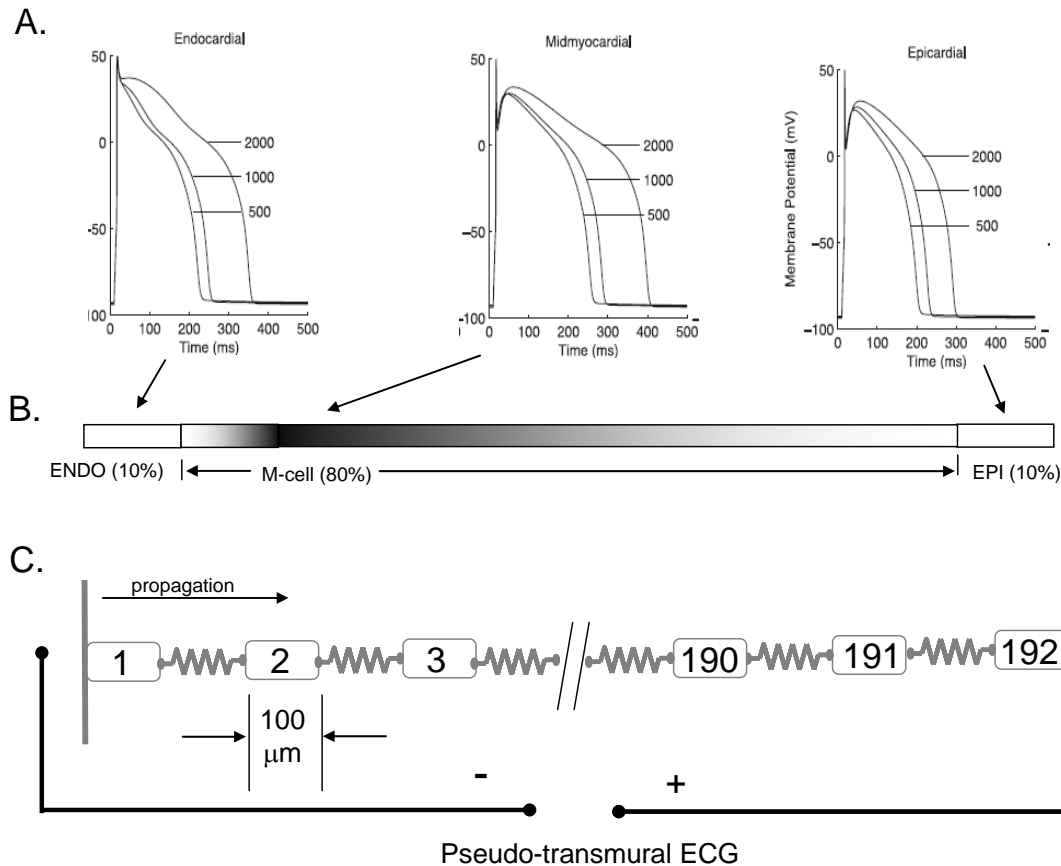 A.
Endocardial
Midmyocardial
Epicardial
50
0
−50
100
2000
1000
500
0 100 200 300 400 500
Time (ms)
50
0
−50
−100
2000
1000
500
0 100 200 300 400 500
Time (ms)
Membrane Potential (mV)
50
0
−50
−100
2000
1000
500
0 100 200 300 400 500
Time (ms)
B.
ENDO (10%)
M-cell (80%)
EPI (10%)
C.
propagation
1 2 3 190 191 192
100
μm
- +
Pseudo-transmural ECG